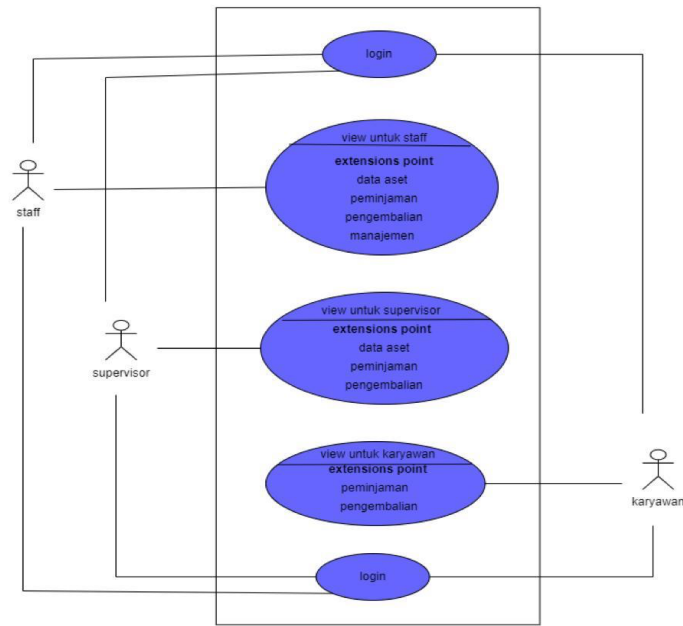 login
view untuk staff
extensions point
data aset
peminjaman
pengembalian
manajemen
staff
view untuk supervisor
extensions point
data aset
peminjaman
pengembalian
supervisor
view untuk karyawan
extensions point
peminjaman
pengembalian
karyawan
login